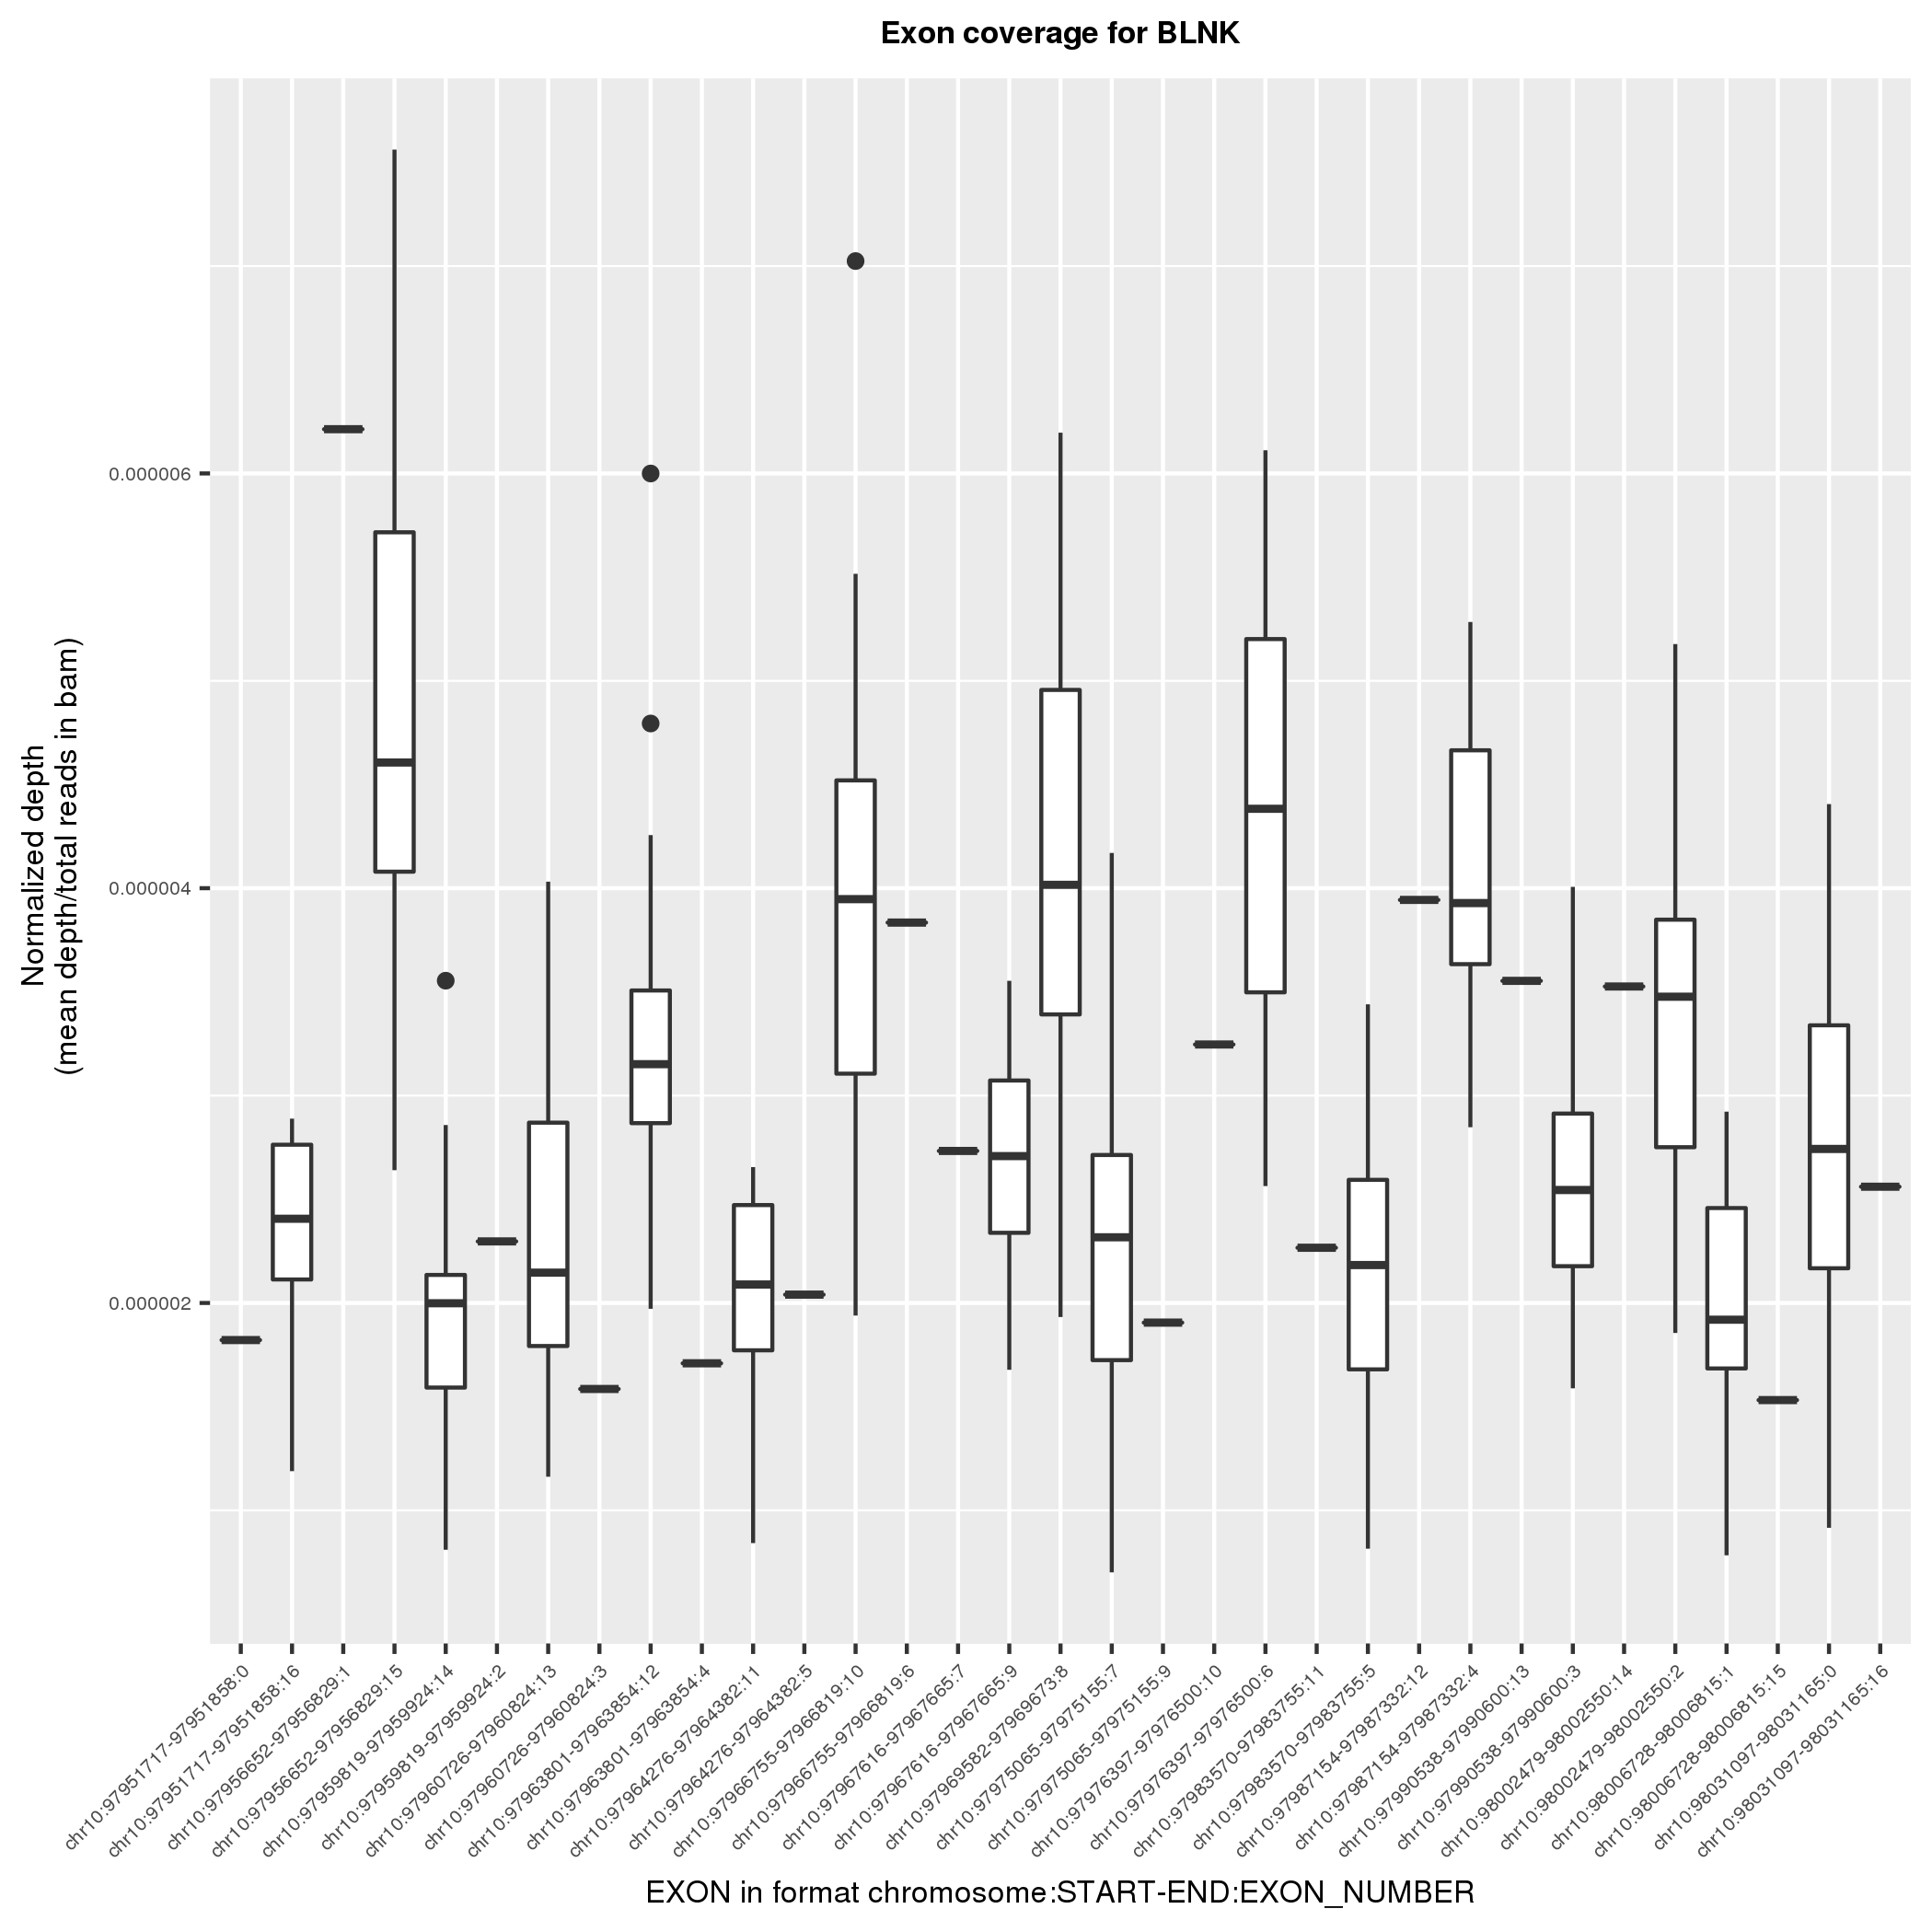 Exon coverage for BLNK
Normalized depth
(mean depth/total reads in bam)
0.000006
0.000004
0.000002
chr10:97951717-97951858:0
chr10:97951717-97951858:16
chr10:97956652-97956829:1
chr10:97956652-97956829:15
chr10:97959819-97959924:14
chr10:97959819-97959924:2
chr10:97960726-97960824:13
chr10:97960726-97960824:3
chr10:97963801-97963854:12
chr10:97963801-97963854:4
chr10:97964276-97964382:11
chr10:97964276-97964382:5
chr10:97966755-97966819:10
chr10:97966755-97966819:6
chr10:97967616-97967665:7
chr10:97967616-97967665:9
chr10:97969582-97969673:8
chr10:97975065-97975155:7
chr10:97975065-97975155:9
chr10:97976397-97976500:10
chr10:97976397-97976500:6
chr10:97983570-97983755:11
chr10:97983570-97983755:5
chr10:97987154-97987332:12
chr10:97987154-97987332:4
chr10:97990538-97990600:13
chr10:97990538-97990600:3
chr10:98002479-98002550:14
chr10:98002479-98002550:2
chr10:98006728-98006815:1
chr10:98006728-98006815:15
chr10:98031097-98031165:0
chr10:98031097-98031165:16
EXON in format chromosome:START-END:EXON_NUMBER